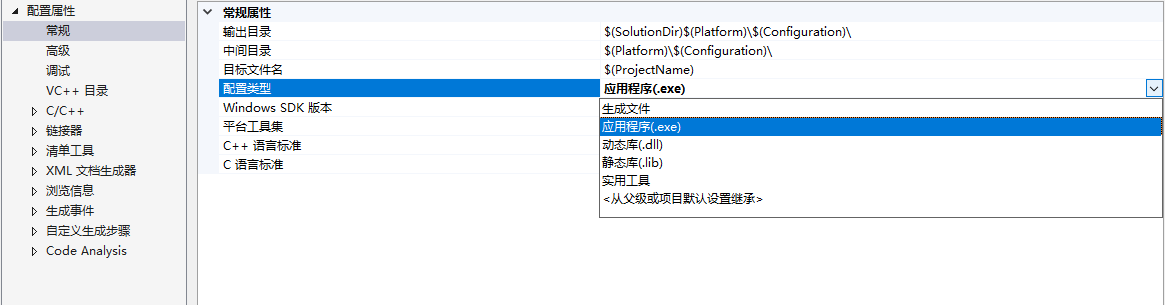 配置属性
常规
高级
调试
VC++ 目录
C/C++
链接器
清单工具
XML 文档生成器
浏览信息
生成事件
自定义生成步骤
Code Analysis
常规属性
输出目录 $(SolutionDir)$(Platform)\$(Configuration)\
中间目录 $(Platform)\$(Configuration)\
目标文件名 $(ProjectName)
配置类型 应用程序(.exe)
Windows SDK 版本
平台工具集
C++ 语言标准
C 语言标准
生成文件
应用程序(.exe)
动态库(.dll)
静态库(.lib)
实用工具
<从父级或项目默认设置继承>